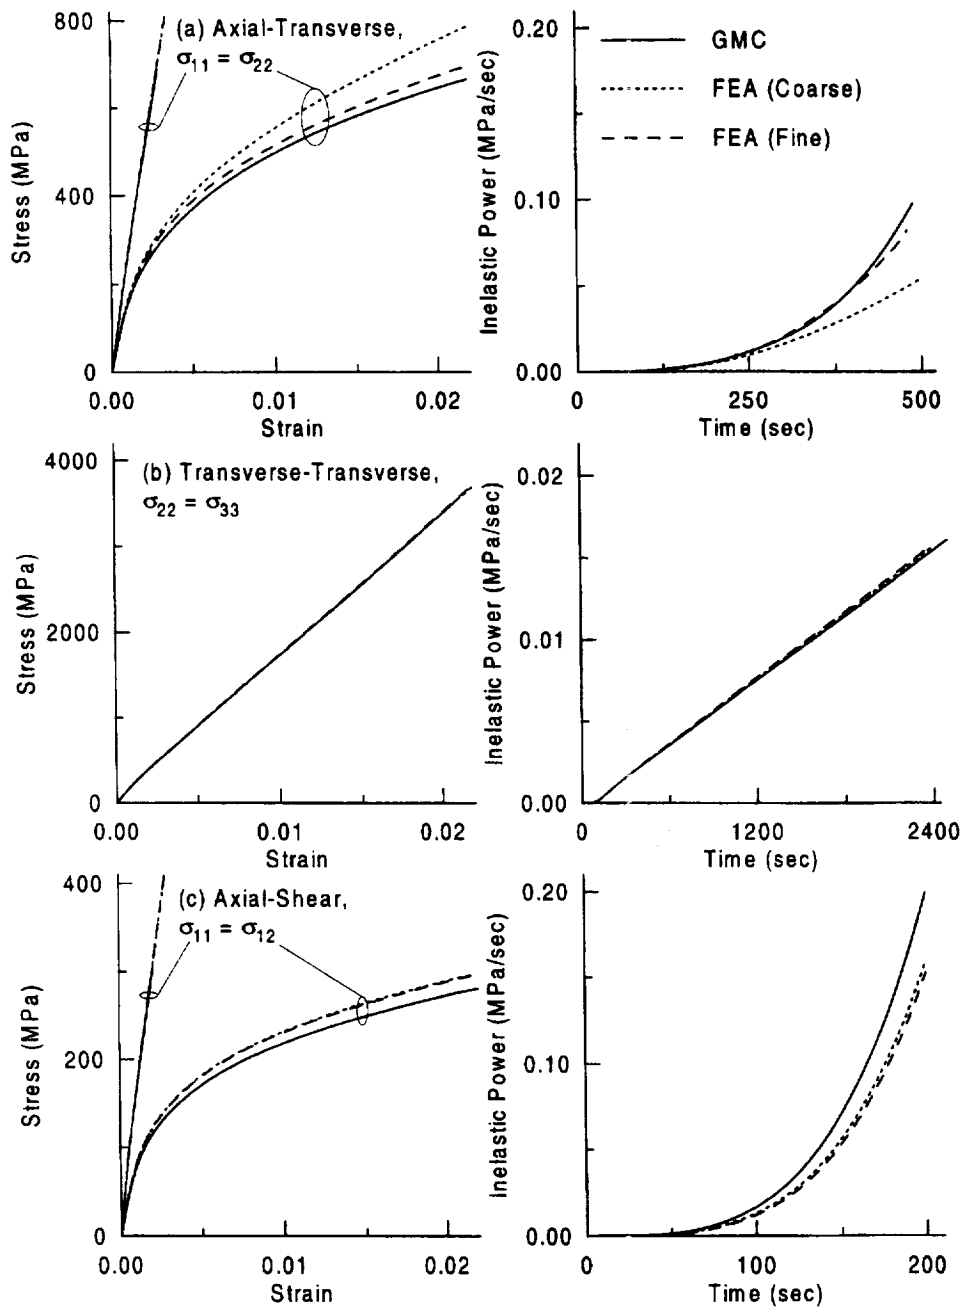 800
400
0
Stress (MPa)
(a) Axial-Transverse,
σ11 = σ22
0.00
0.01
0.02
Strain
0.20
0.10
0.00
Inelastic Power (MPa/sec)
GMC
FEA (Coarse)
FEA (Fine)
0
250
500
Time (sec)
4000
2000
0
Stress (MPa)
(b) Transverse-Transverse,
σ22 = σ33
0.00
0.01
0.02
Strain
0.02
0.01
0.00
Inelastic Power (MPa/sec)
0
1200
2400
Time (sec)
400
200
0
Stress (MPa)
(c) Axial-Shear,
σ11 = σ12
0.00
0.01
0.02
Strain
0.20
0.10
0.00
Inelastic Power (MPa/sec)
0
100
200
Time (sec)